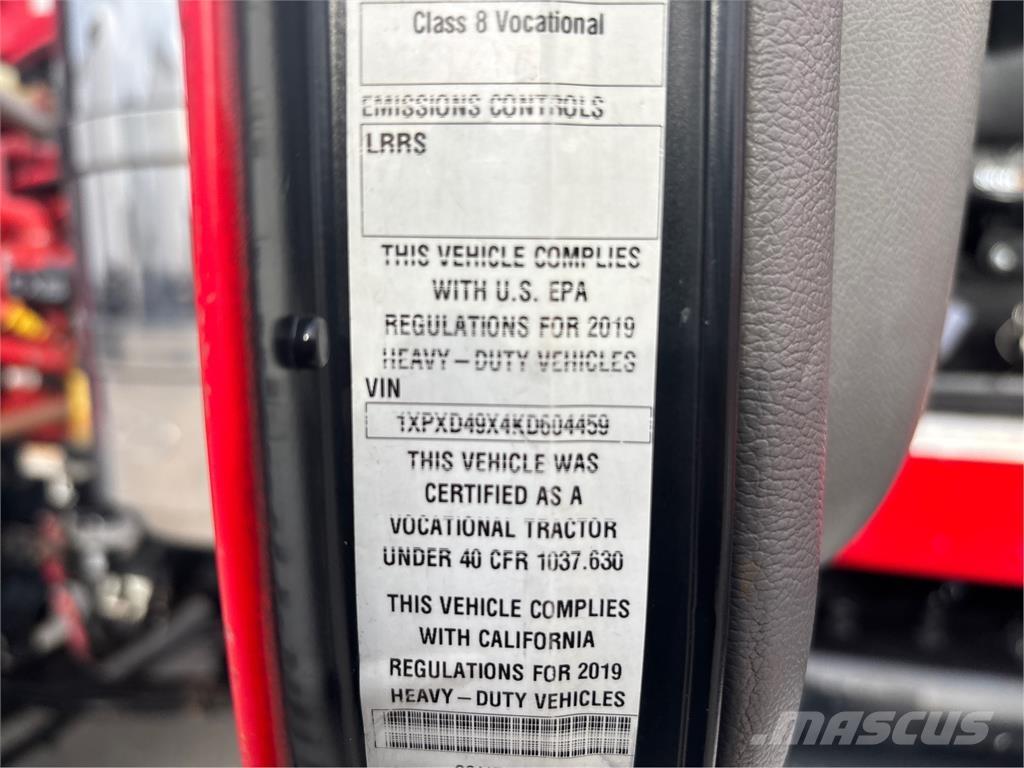 Class 8 Vocational
EMISSIONS CONTROLS
LRRS
THIS VEHICLE COMPLIES
WITH U.S. EPA
REGULATIONS FOR 2019
HEAVY-DUTY VEHICLES
VIN
1XPXD49X4KD604459
THIS VEHICLE WAS
CERTIFIED AS A
VOCATIONAL TRACTOR
UNDER 40 CFR 1037.630
THIS VEHICLE COMPLIES
WITH CALIFORNIA
REGULATIONS FOR 2019
HEAVY-DUTY VEHICLES
MASCUS